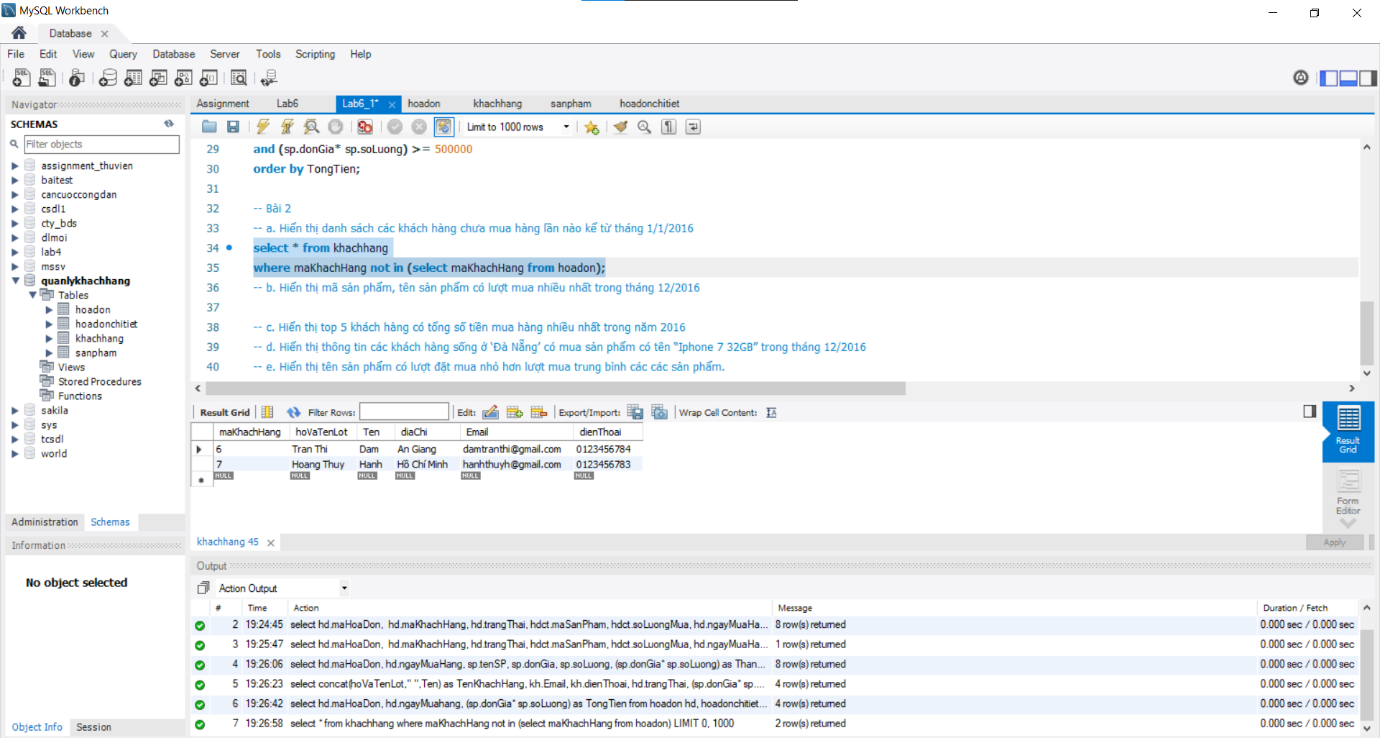 MySQL Workbench
Database
File Edit View Query Database Server Tools Scripting Help
Navigator
SCHEMAS
Filter objects
assignment_thuvien
baitest
cancuoccongdan
csdl1
cty_bds
dlmoi
lab4
mssv
quanlykhachhang
Tables
hoadon
hoadonchitiet
khachhang
sanpham
Views
Stored Procedures
Functions
sakila
sys
tcsdl
world
Administration Schemas
Information
No object selected
Object Info Session
Assignment Lab6 Lab6_1* hoadon khachhang sanpham hoadonchitiet
Limit to 1000 rows
29 and (sp.donGia* sp.soLuong) >= 500000
30 order by TongTien;
31
32 -- Bài 2
33 -- a. Hiển thị danh sách các khách hàng chưa mua hàng lần nào kể từ tháng 1/1/2016
34 select * from khachhang
35 where maKhachHang not in (select maKhachHang from hoadon);
36 -- b. Hiển thị mã sản phẩm, tên sản phẩm có lượt mua nhiều nhất trong tháng 12/2016
37
38 -- c. Hiển thị top 5 khách hàng có tổng số tiền mua hàng nhiều nhất trong năm 2016
39 -- d. Hiển thị thông tin các khách hàng sống ở ‘Đà Nẵng’ có mua sản phẩm có tên “Iphone 7 32GB” trong tháng 12/2016
40 -- e. Hiển thị tên sản phẩm có lượt đặt mua nhỏ hơn lượt mua trung bình các các sản phẩm.
Result Grid Filter Rows: Edit: Export/Import: Wrap Cell Content:
maKhachHang hoVaTenLot Ten diaChi Email dienThoai
6 Tran Thi Dam An Giang damtranthi@gmail.com 0123456784
7 Hoang Thuy Hanh Hồ Chí Minh hanhthuyh@gmail.com 0123456783
NULL NULL NULL NULL NULL NULL
Result Grid
Form Editor
khachhang 45
Apply
Output
Action Output
# Time Action Message Duration / Fetch
2 19:24:45 select hd.maHoaDon, hd.maKhachHang, hd.trangThai, hdct.maSanPham, hdct.soLuongMua, hd.ngayMuaHa... 8 row(s) returned 0.000 sec / 0.000 sec
3 19:25:47 select hd.maHoaDon, hd.maKhachHang, hd.trangThai, hdct.maSanPham, hdct.soLuongMua, hd.ngayMuaHa... 1 row(s) returned 0.000 sec / 0.000 sec
4 19:26:06 select hd.maHoaDon, hd.ngayMuaHang, sp.tenSP, sp.donGia, sp.soLuong, (sp.donGia* sp.soLuong) as Than... 8 row(s) returned 0.000 sec / 0.000 sec
5 19:26:23 select concat(hoVaTenLot," ",Ten) as TenKhachHang, kh.Email, kh.dienThoai, hd.trangThai, (sp.donGia* sp.... 4 row(s) returned 0.000 sec / 0.000 sec
6 19:26:42 select hd.maHoaDon, hd.ngayMuahang, (sp.donGia* sp.soLuong) as TongTien from hoadon hd, hoadonchitiet... 4 row(s) returned 0.000 sec / 0.000 sec
7 19:26:58 select * from khachhang where maKhachHang not in (select maKhachHang from hoadon) LIMIT 0, 1000 2 row(s) returned 0.000 sec / 0.000 sec